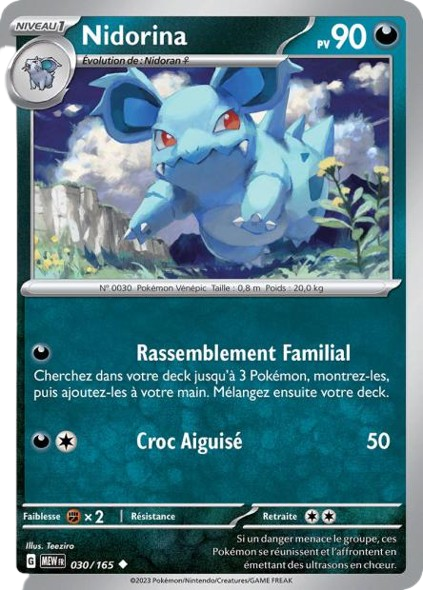 NIVEAU 1
Nidorina
PV 90
Évolution de : Nidoran♀
N° 0030 Pokémon Vénépic Taille : 0,8 m Poids : 20,0 kg
Rassemblement Familial
Cherchez dans votre deck jusqu'à 3 Pokémon, montrez-les,
puis ajoutez-les à votre main. Mélangez ensuite votre deck.
Croc Aiguisé 50
Faiblesse × 2 Résistance Retraite
Illus. Teeziro
G MEW FR 030/165
Si un danger menace le groupe, ces
Pokémon se réunissent et l'affrontent en
émettant des ultrasons en chœur.
©2023 Pokémon/Nintendo/Creatures/GAME FREAK